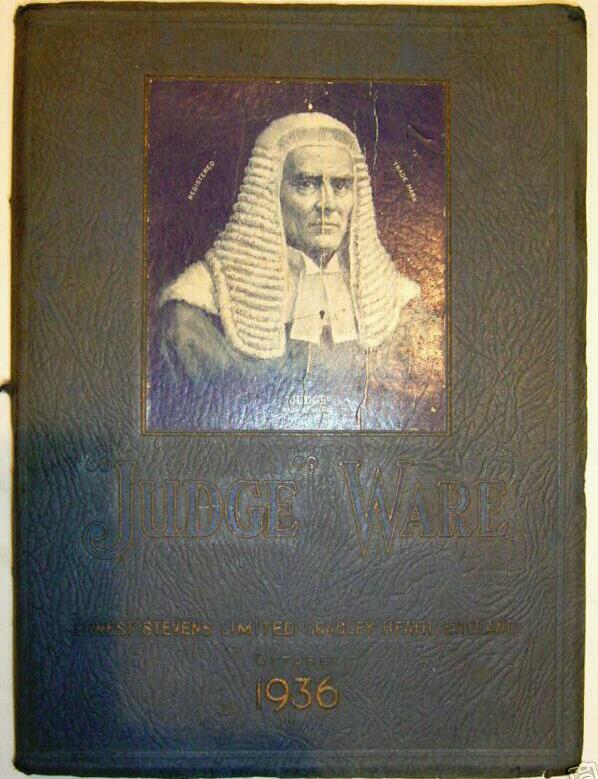 REGISTERED
TRADE MARK
"JUDGE"
"JUDGE" WARE
ERNEST STEVENS LIMITED CRADLEY HEATH ENGLAND
OCTOBER
1936